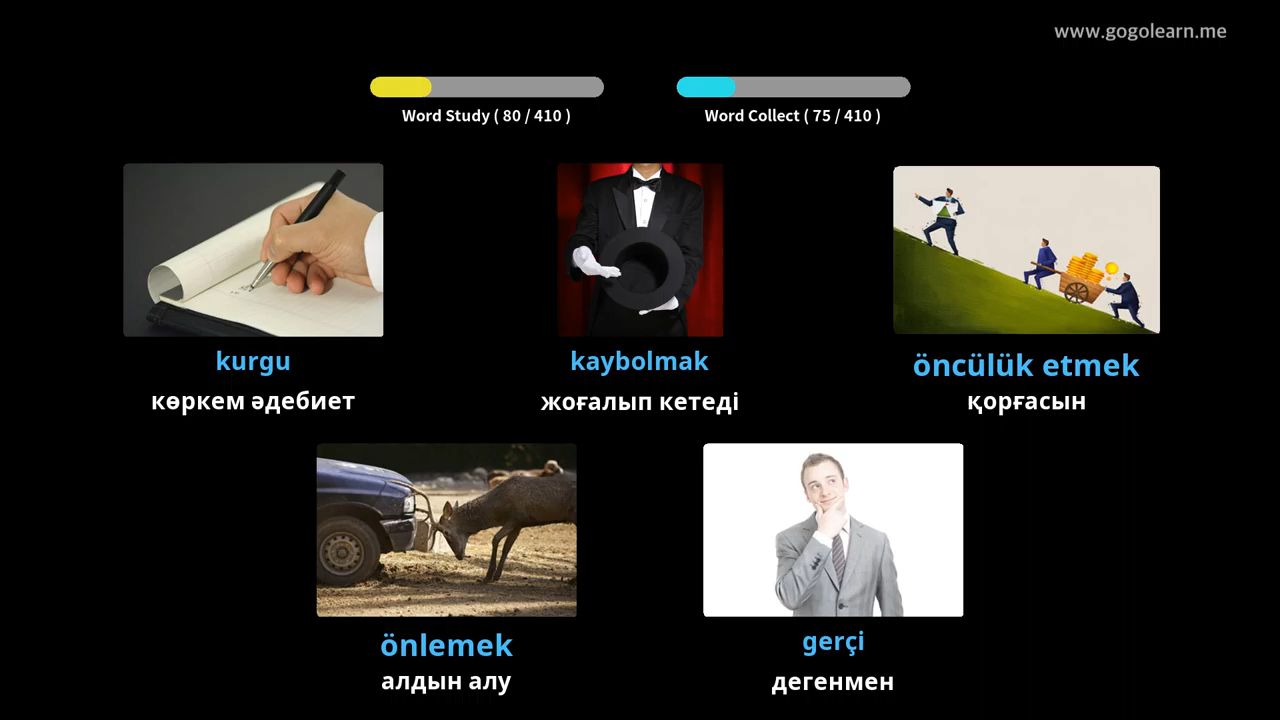 www.gogolearn.me
Word Study ( 80 / 410 )
Word Collect ( 75 / 410 )
kurgu
көркем әдебиет
kaybolmak
жоғалып кетеді
öncülük etmek
қорғасын
önlemek
алдын алу
gerçi
дегенмен